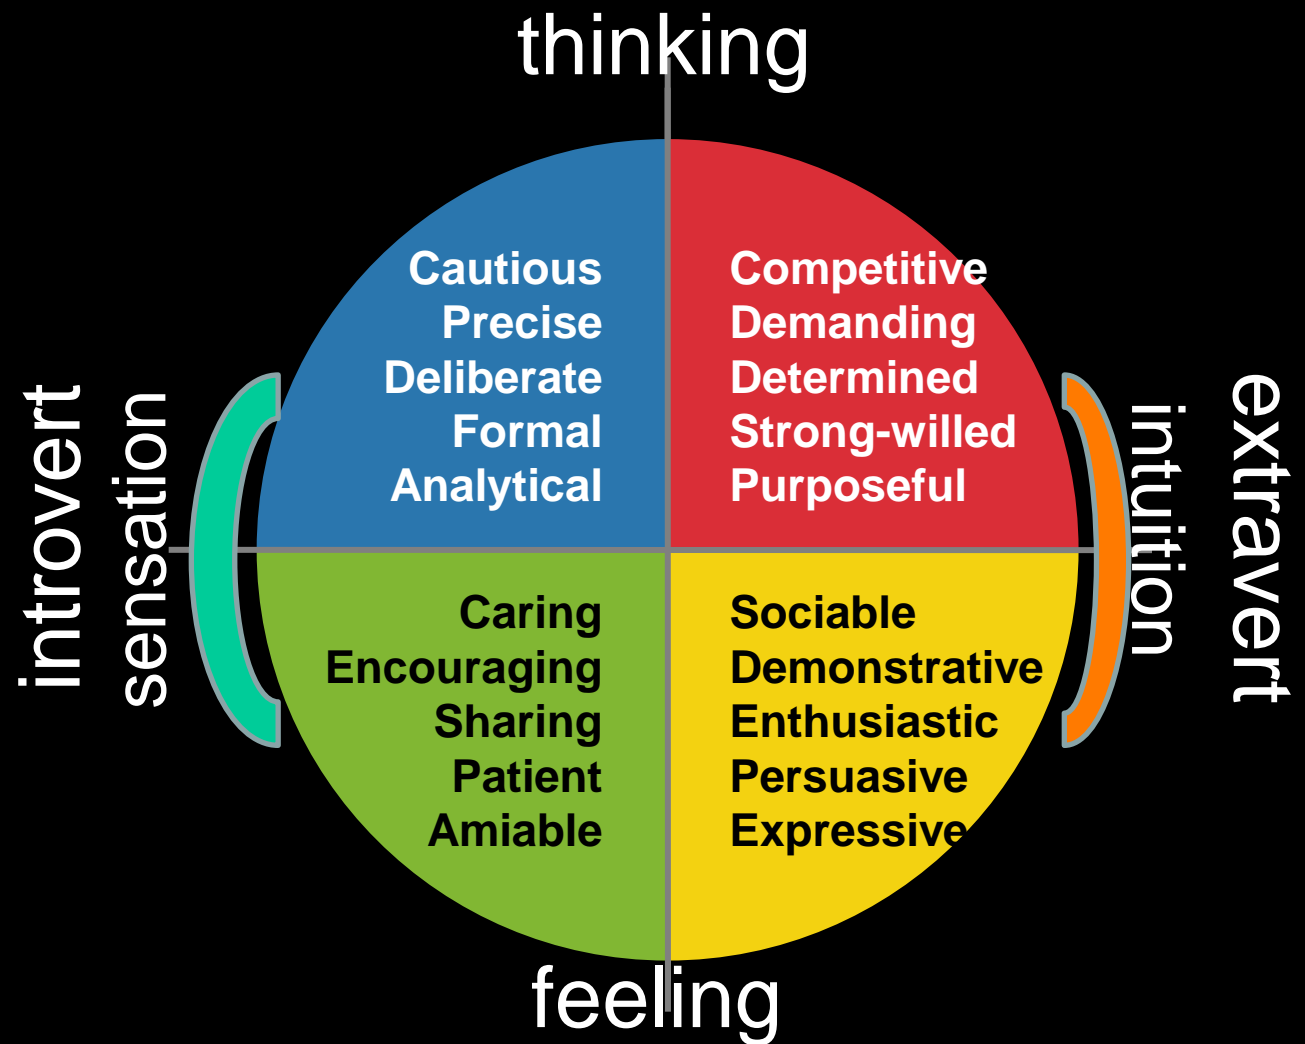 thinking
introvert
sensation
Cautious
Precise
Deliberate
Formal
Analytical
Competitive
Demanding
Determined
Strong-willed
Purposeful
Caring
Encouraging
Sharing
Patient
Amiable
Sociable
Demonstrative
Enthusiastic
Persuasive
Expressive
intuition
extravert
feeling